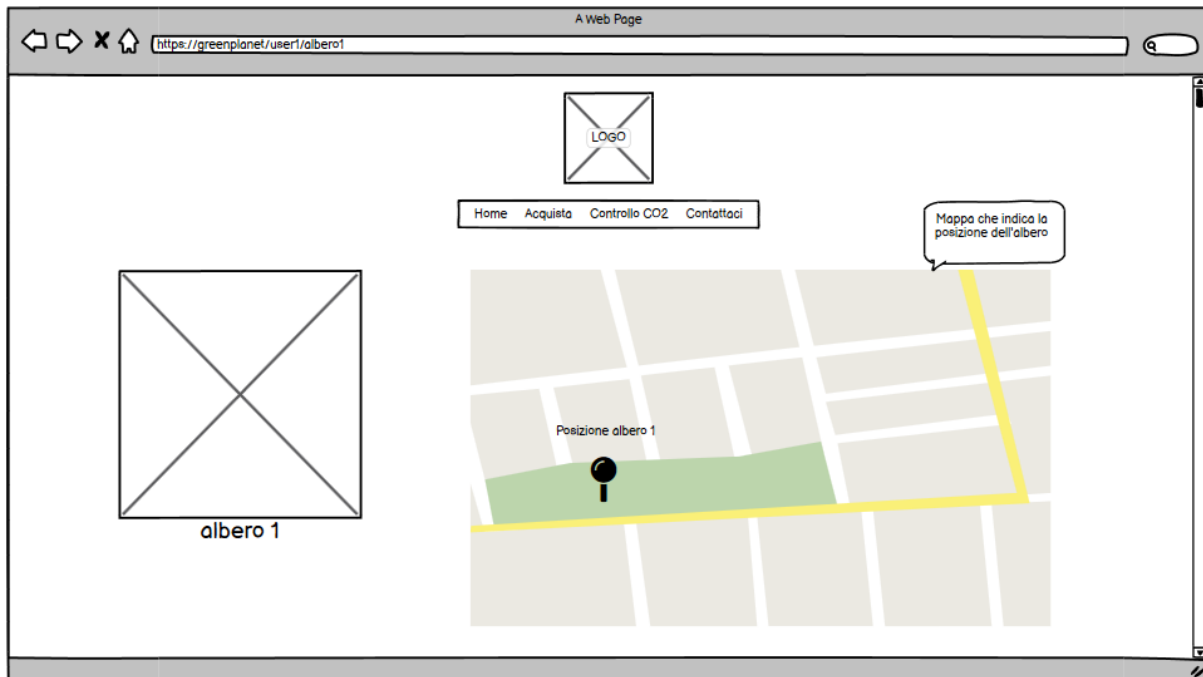 A Web Page
https://greenplanet/user1/albero1
LOGO
Home Acquista Controllo CO2 Contattaci
Mappa che indica la
posizione dell'albero
Posizione albero 1
albero 1